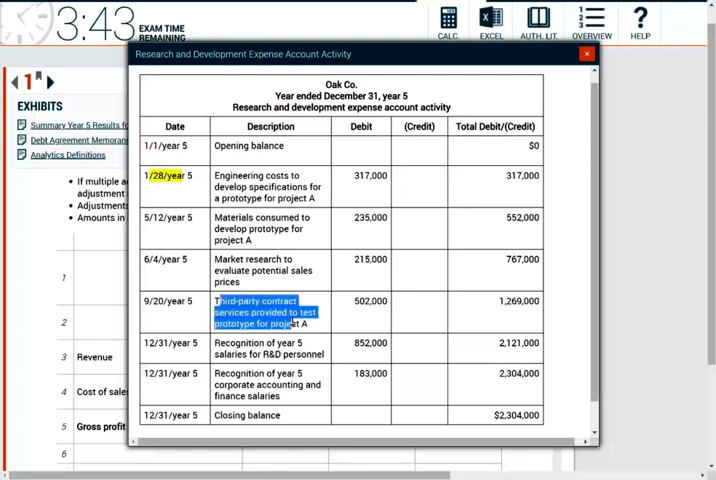 3:43 EXAM TIME
REMAINING
CALC.
EXCEL
AUTH. LIT.
OVERVIEW
HELP
1
EXHIBITS
Summary Year 5 Results fo
Debt Agreement Memoran
Analytics Definitions
• If multiple a
adjustment
• Adjustments
• Amounts in
1
2
3 Revenue
4 Cost of sale
5 Gross profit
6
Research and Development Expense Account Activity
Oak Co.
Year ended December 31, year 5
Research and development expense account activity
Date Description Debit (Credit) Total Debit/(Credit)
1/1/year 5 Opening balance $0
1/28/year 5 Engineering costs to 317,000 317,000
develop specifications for
a prototype for project A
5/12/year 5 Materials consumed to 235,000 552,000
develop prototype for
project A
6/4/year 5 Market research to 215,000 767,000
evaluate potential sales
prices
9/20/year 5 Third-party contract 502,000 1,269,000
services provided to test
prototype for project A
12/31/year 5 Recognition of year 5 852,000 2,121,000
salaries for R&D personnel
12/31/year 5 Recognition of year 5 183,000 2,304,000
corporate accounting and
finance salaries
12/31/year 5 Closing balance $2,304,000